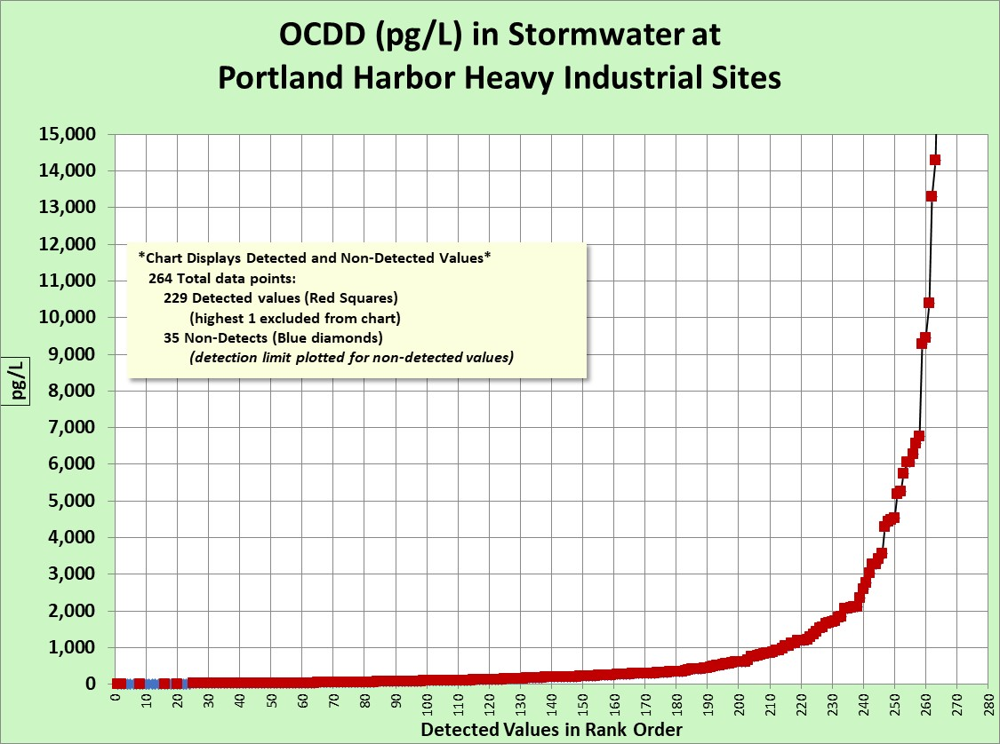 OCDD (pg/L) in Stormwater at
Portland Harbor Heavy Industrial Sites
15,000
14,000
13,000
12,000
11,000
10,000
9,000
8,000
7,000
6,000
5,000
4,000
3,000
2,000
1,000
0
pg/L
*Chart Displays Detected and Non-Detected Values*
264 Total data points:
229 Detected values (Red Squares)
(highest 1 excluded from chart)
35 Non-Detects (Blue diamonds)
(detection limit plotted for non-detected values)
0 10 20 30 40 50 60 70 80 90 100 110 120 130 140 150 160 170 180 190 200 210 220 230 240 250 260 270 280
Detected Values in Rank Order